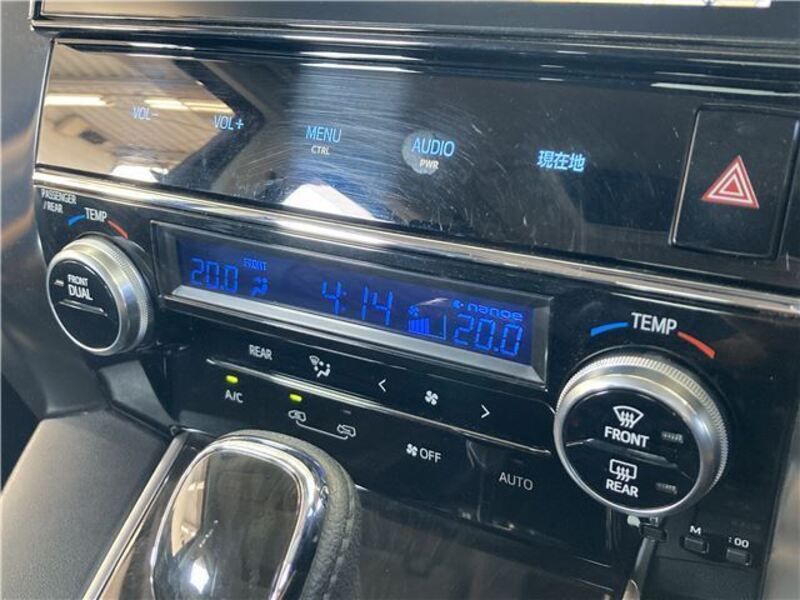 VOL−
VOL+
MENU
CTRL
AUDIO
PWR
現在地
PASSENGER
/REAR
TEMP
FRONT
DUAL
20.0
FRONT
4:14
nanoe
20.0
TEMP
REAR
A/C
OFF
AUTO
FRONT
REAR
M
:00